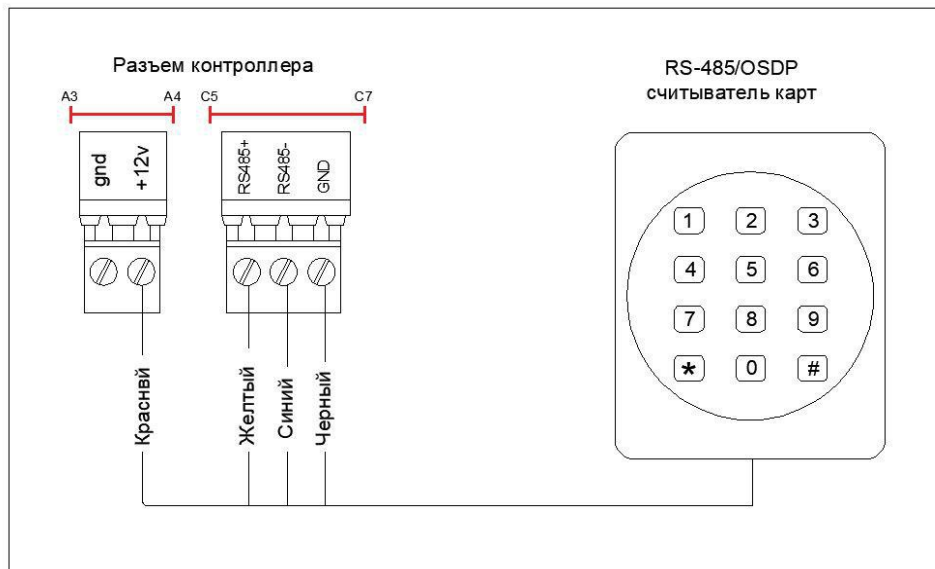 Разъем контроллера
A3
A4
C5
C7
gnd
+12v
RS485+
RS485-
GND
Краснвй
Желтый
Синий
Черный
RS-485/OSDP
считыватель карт
1 2 3
4 5 6
7 8 9
* 0 #